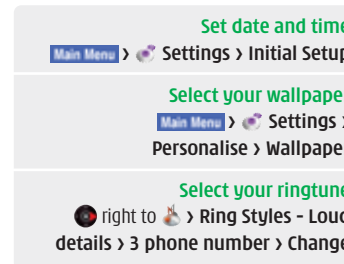 Set date and time
Main Menu › Settings › Initial Setup
Select your wallpape
Main Menu › Settings ›
Personalise › Wallpape
Select your ringtune
right to › Ring Styles - Loud
details › 3 phone number › Change